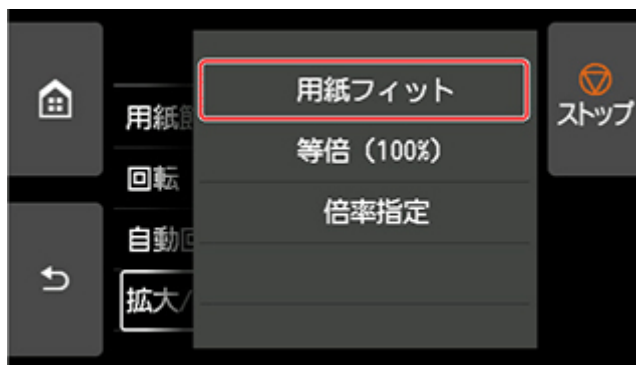 用紙フィット
ストップ
用紙
等倍（100%）
回転
倍率指定
自動
拡大/